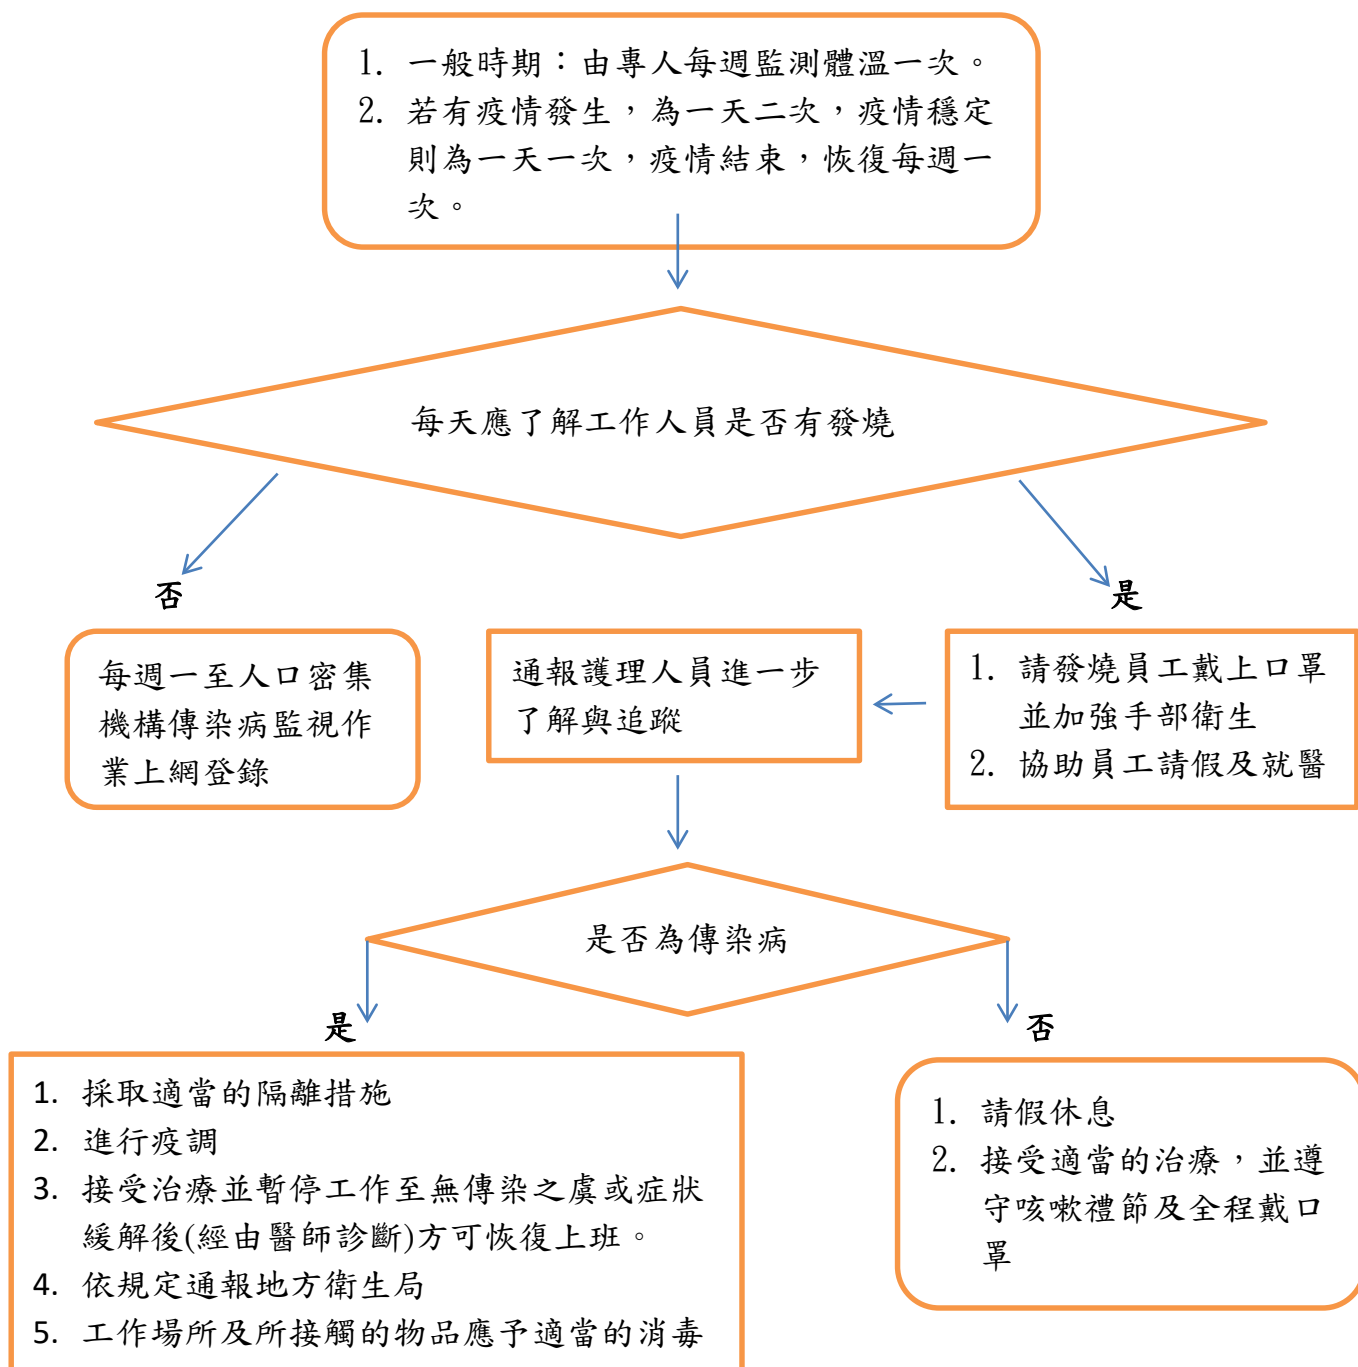 1. 一般時期：由專人每週監測體溫一次。
2. 若有疫情發生，為一天二次，疫情穩定
則為一天一次，疫情結束，恢復每週一
次。
每天應了解工作人員是否有發燒
否
是
每週一至人口密集
機構傳染病監視作
業上網登錄
通報護理人員進一步
了解與追蹤
1. 請發燒員工戴上口罩
並加強手部衛生
2. 協助員工請假及就醫
是否為傳染病
是
否
1. 採取適當的隔離措施
2. 進行疫調
3. 接受治療並暫停工作至無傳染之虞或症狀
緩解後(經由醫師診斷)方可恢復上班。
4. 依規定通報地方衛生局
5. 工作場所及所接觸的物品應予適當的消毒
1. 請假休息
2. 接受適當的治療，並遵
守咳嗽禮節及全程戴口
罩